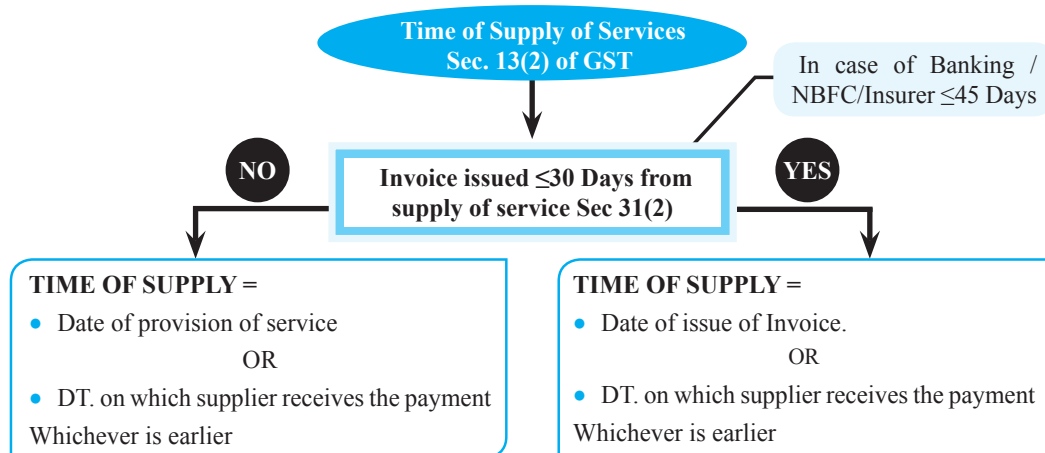 Time of Supply of Services
Sec. 13(2) of GST
In case of Banking /
NBFC/Insurer ≤45 Days
NO
YES
Invoice issued ≤30 Days from
supply of service Sec 31(2)
TIME OF SUPPLY =
• Date of provision of service
OR
• DT. on which supplier receives the payment
Whichever is earlier
TIME OF SUPPLY =
• Date of issue of Invoice.
OR
• DT. on which supplier receives the payment
Whichever is earlier